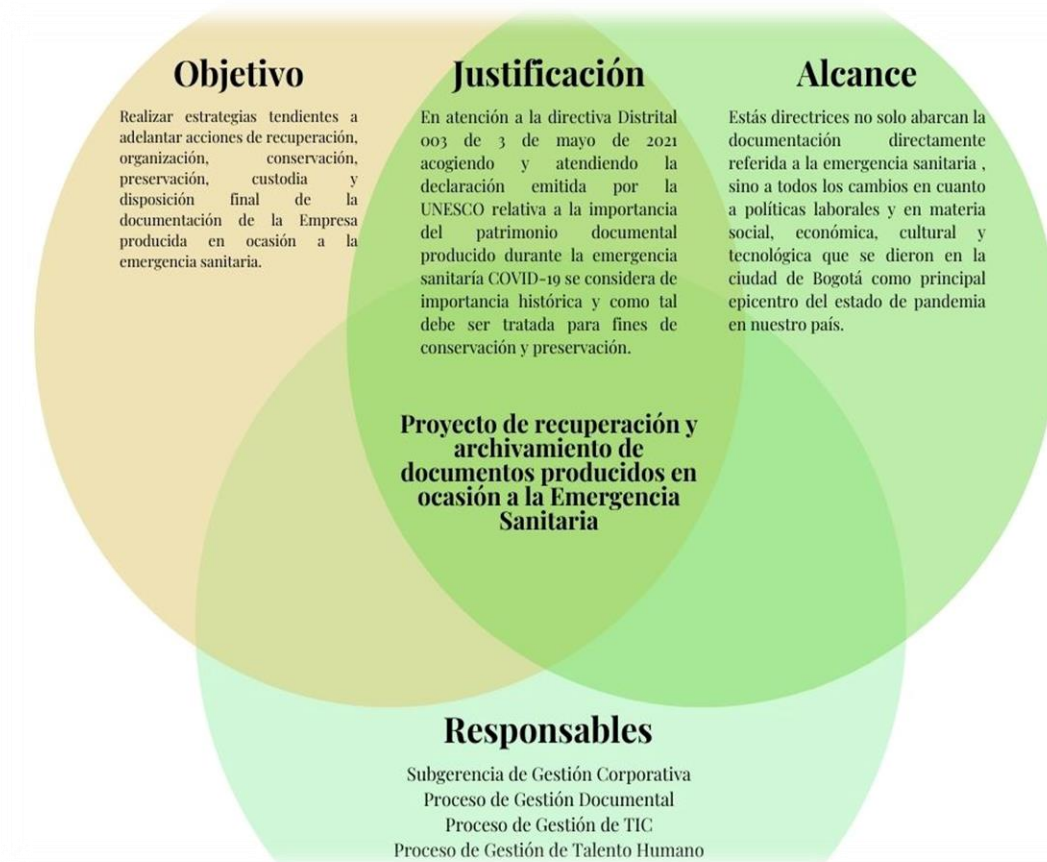 Objetivo
Realizar estrategias tendientes a
adelantar acciones de recuperación,
organización, conservación,
preservación, custodia y
disposición final de la
documentación de la Empresa
producida en ocasión a la
emergencia sanitaria.
Justificación
En atención a la directiva Distrital
003 de 3 de mayo de 2021
acogiendo y atendiendo la
declaración emitida por la
UNESCO relativa a la importancia
del patrimonio documental
producido durante la emergencia
sanitaría COVID-19 se considera de
importancia histórica y como tal
debe ser tratada para fines de
conservación y preservación.
Alcance
Estás directrices no solo abarcan la
documentación directamente
referida a la emergencia sanitaria ,
sino a todos los cambios en cuanto
a políticas laborales y en materia
social, económica, cultural y
tecnológica que se dieron en la
ciudad de Bogotá como principal
epicentro del estado de pandemia
en nuestro país.
Proyecto de recuperación y
archivamiento de
documentos producidos en
ocasión a la Emergencia
Sanitaria
Responsables
Subgerencia de Gestión Corporativa
Proceso de Gestión Documental
Proceso de Gestión de TIC
Proceso de Gestión de Talento Humano